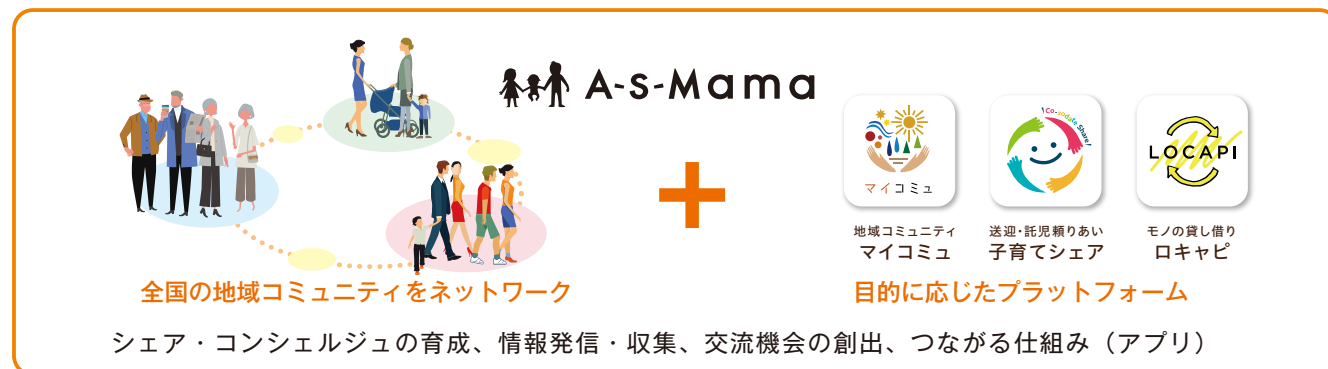 A-s-Mama
マイコミュ
Co-sodate Share!
LOCAPI
地域コミュニティ
マイコミュ
送迎・託児頼りあい
子育てシェア
モノの貸し借り
ロキャピ
全国の地域コミュニティをネットワーク
目的に応じたプラットフォーム
シェア・コンシェルジュの育成、情報発信・収集、交流機会の創出、つながる仕組み（アプリ）